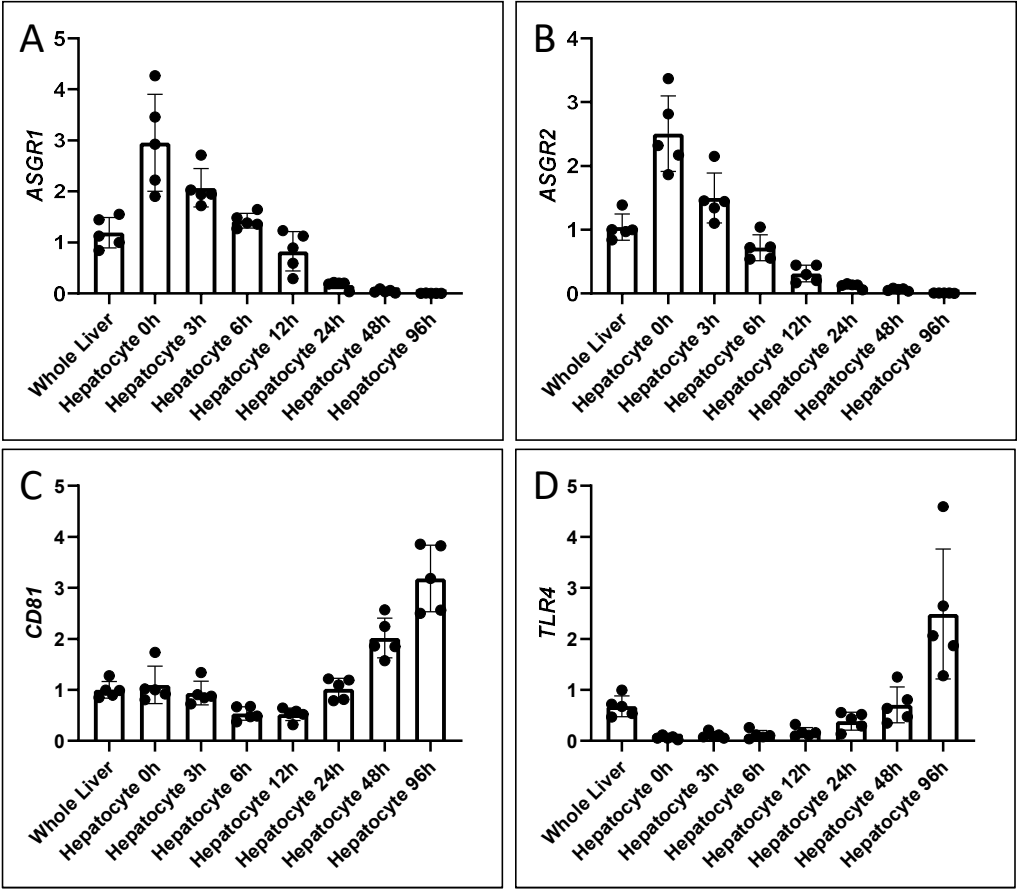 A
ASGR1
5
4
3
2
1
0
Whole Liver
Hepatocyte 0h
Hepatocyte 3h
Hepatocyte 6h
Hepatocyte 12h
Hepatocyte 24h
Hepatocyte 48h
Hepatocyte 96h
B
ASGR2
4
3
2
1
0
Whole Liver
Hepatocyte 0h
Hepatocyte 3h
Hepatocyte 6h
Hepatocyte 12h
Hepatocyte 24h
Hepatocyte 48h
Hepatocyte 96h
C
CD81
5
4
3
2
1
0
Whole Liver
Hepatocyte 0h
Hepatocyte 3h
Hepatocyte 6h
Hepatocyte 12h
Hepatocyte 24h
Hepatocyte 48h
Hepatocyte 96h
D
TLR4
5
4
3
2
1
0
Whole Liver
Hepatocyte 0h
Hepatocyte 3h
Hepatocyte 6h
Hepatocyte 12h
Hepatocyte 24h
Hepatocyte 48h
Hepatocyte 96h